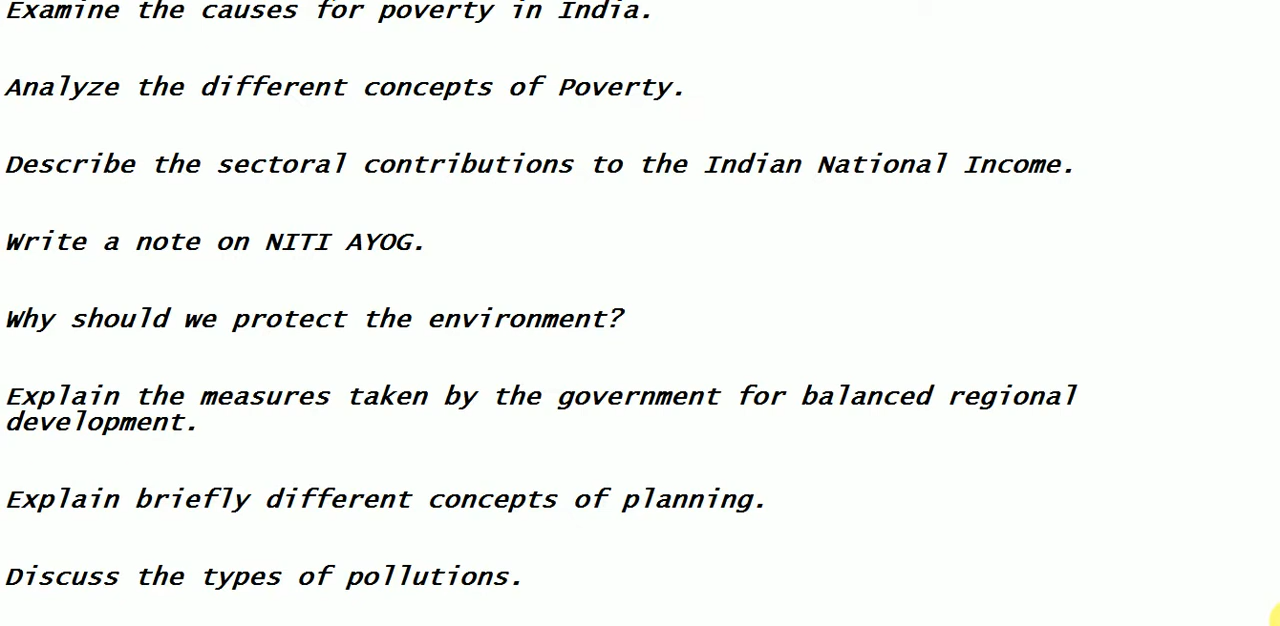 Examine the causes for poverty in India.
Analyze the different concepts of Poverty.
Describe the sectoral contributions to the Indian National Income.
Write a note on NITI AYOG.
Why should we protect the environment?
Explain the measures taken by the government for balanced regional
development.
Explain briefly different concepts of planning.
Discuss the types of pollutions.